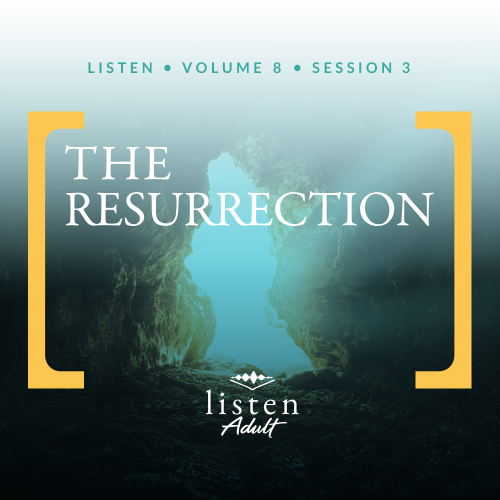 LISTEN • VOLUME 8 • SESSION 3
THE
RESURRECTION
listen
Adult